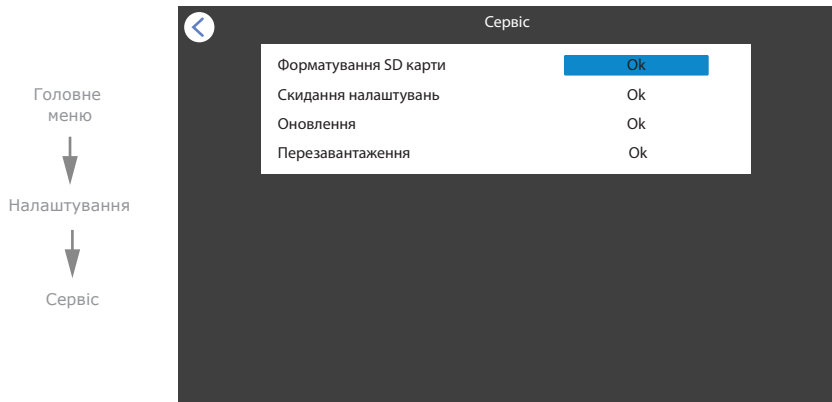 Головне
меню
Налаштування
Сервіс
Сервіс
Форматування SD карти Ok
Скидання налаштувань Ok
Оновлення Ok
Перезавантаження Ok